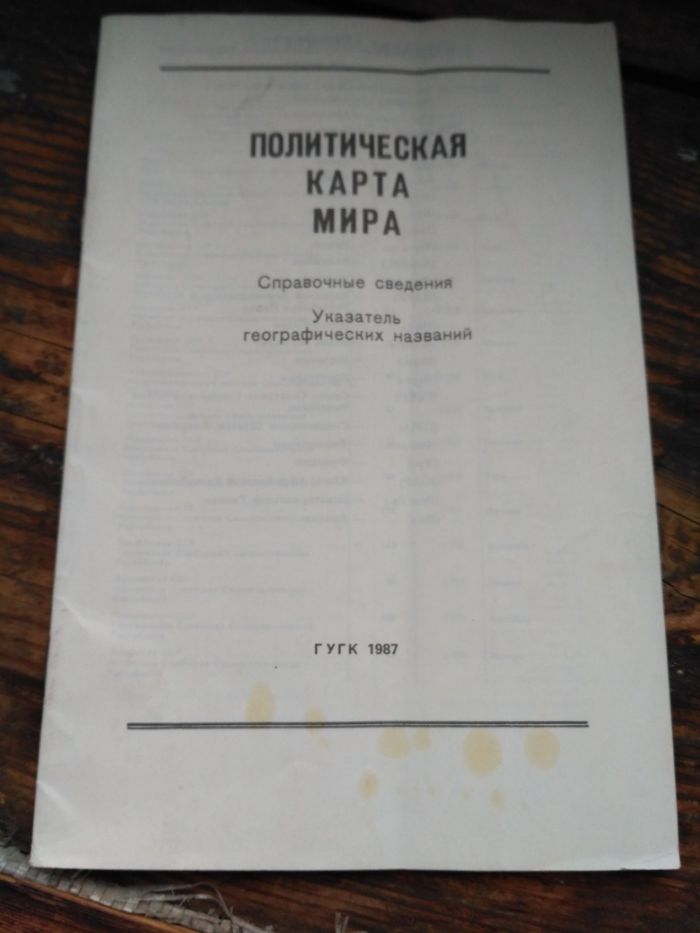 ПОЛИТИЧЕСКАЯ
КАРТА
МИРА
Справочные сведения
Указатель
географических названий
ГУГК 1987